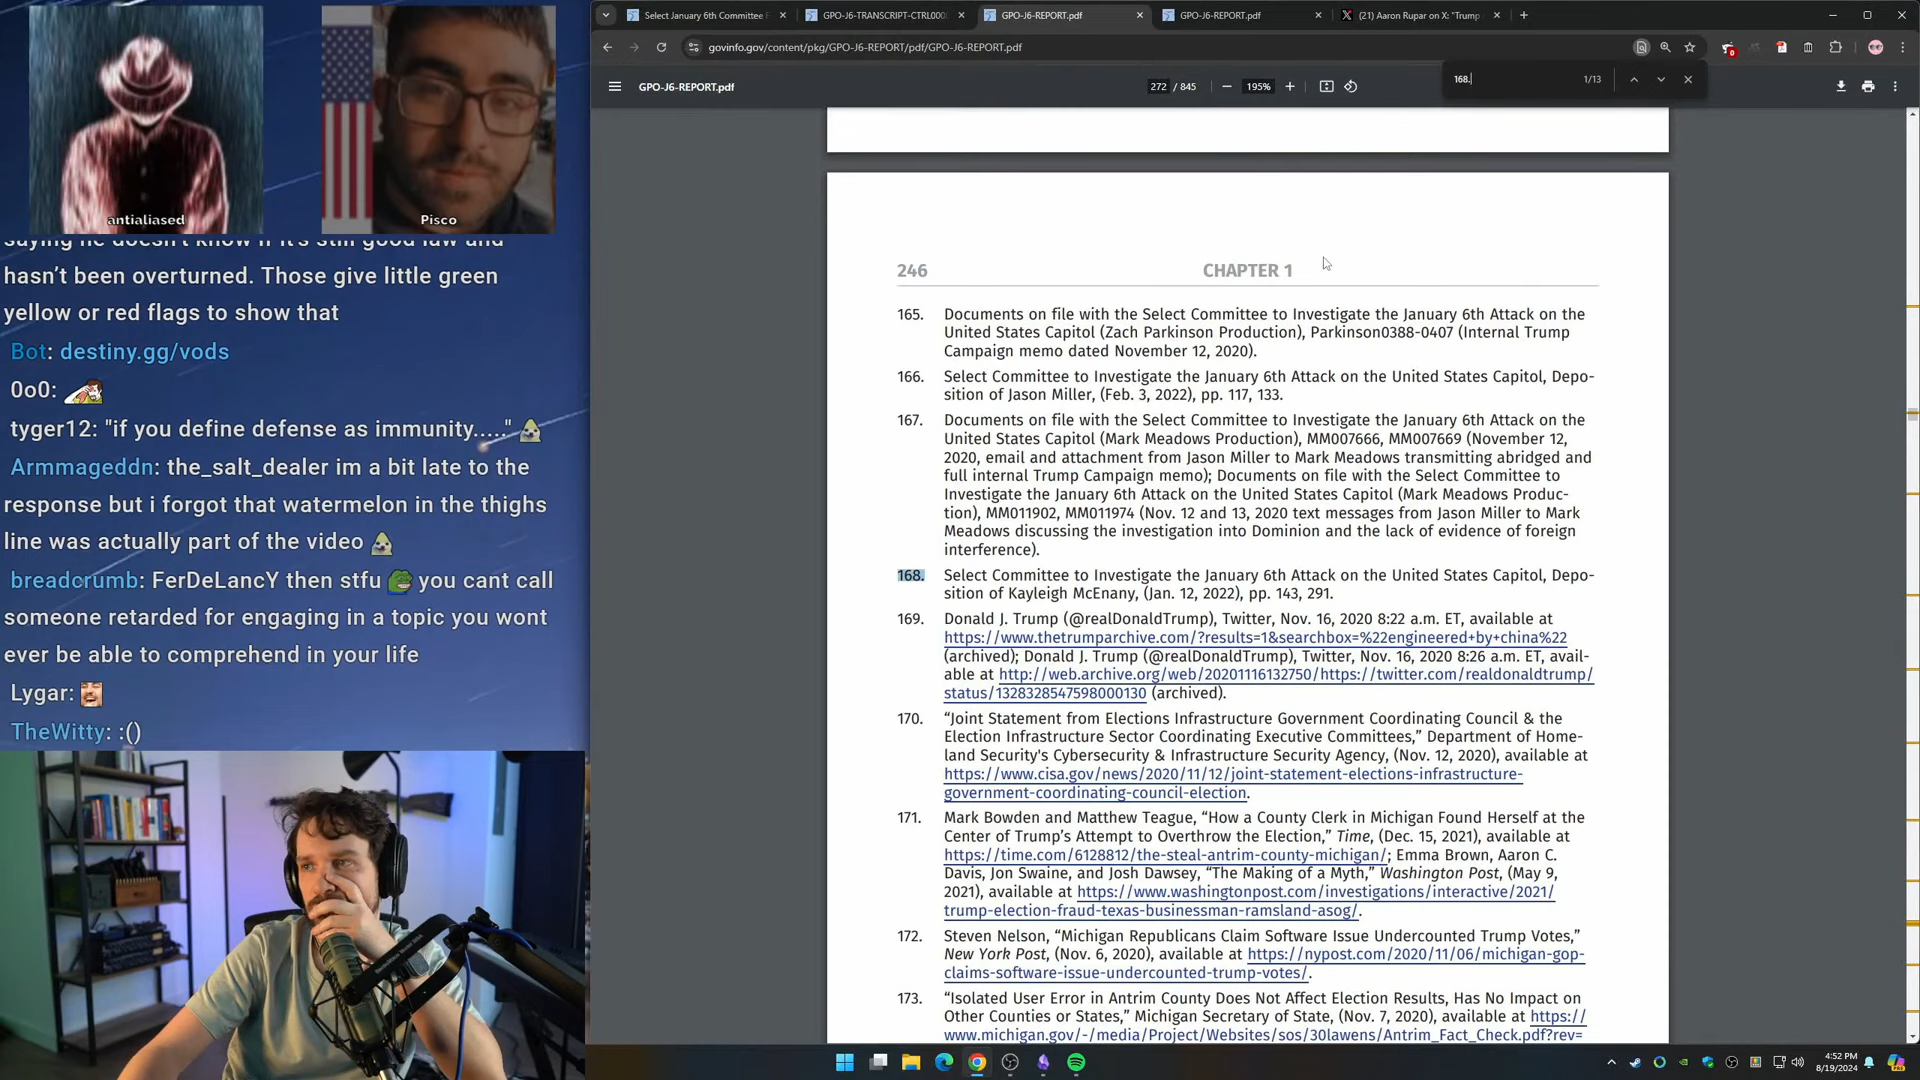 antialiased
Pisco
saying he doesn't know if it's still good law and
hasn't been overturned. Those give little green
yellow or red flags to show that
Bot: destiny.gg/vods
0o0:
tyger12: "if you define defense as immunity....."
Armmageddn: the_salt_dealer im a bit late to the
response but i forgot that watermelon in the thighs
line was actually part of the video
breadcrumb: FerDeLancY then stfu you cant call
someone retarded for engaging in a topic you wont
ever be able to comprehend in your life
Lygar:
TheWitty: :()
Select January 6th Committee F
GPO-J6-TRANSCRIPT-CTRL000
GPO-J6-REPORT.pdf
GPO-J6-REPORT.pdf
(21) Aaron Rupar on X: "Trump
govinfo.gov/content/pkg/GPO-J6-REPORT/pdf/GPO-J6-REPORT.pdf
168.
1/13
GPO-J6-REPORT.pdf
272 / 845
195%
246
CHAPTER 1
165. Documents on file with the Select Committee to Investigate the January 6th Attack on the
United States Capitol (Zach Parkinson Production), Parkinson0388-0407 (Internal Trump
Campaign memo dated November 12, 2020).
166. Select Committee to Investigate the January 6th Attack on the United States Capitol, Depo-
sition of Jason Miller, (Feb. 3, 2022), pp. 117, 133.
167. Documents on file with the Select Committee to Investigate the January 6th Attack on the
United States Capitol (Mark Meadows Production), MM007666, MM007669 (November 12,
2020, email and attachment from Jason Miller to Mark Meadows transmitting abridged and
full internal Trump Campaign memo); Documents on file with the Select Committee to
Investigate the January 6th Attack on the United States Capitol (Mark Meadows Produc-
tion), MM011902, MM011974 (Nov. 12 and 13, 2020 text messages from Jason Miller to Mark
Meadows discussing the investigation into Dominion and the lack of evidence of foreign
interference).
168. Select Committee to Investigate the January 6th Attack on the United States Capitol, Depo-
sition of Kayleigh McEnany, (Jan. 12, 2022), pp. 143, 291.
169. Donald J. Trump (@realDonaldTrump), Twitter, Nov. 16, 2020 8:22 a.m. ET, available at
https://www.thetrumparchive.com/?results=1&searchbox=%22engineered+by+china%22
(archived); Donald J. Trump (@realDonaldTrump), Twitter, Nov. 16, 2020 8:26 a.m. ET, avail-
able at http://web.archive.org/web/20201116132750/https://twitter.com/realdonaldtrump/
status/1328328547598000130 (archived).
170. “Joint Statement from Elections Infrastructure Government Coordinating Council & the
Election Infrastructure Sector Coordinating Executive Committees,” Department of Home-
land Security's Cybersecurity & Infrastructure Security Agency, (Nov. 12, 2020), available at
https://www.cisa.gov/news/2020/11/12/joint-statement-elections-infrastructure-
government-coordinating-council-election.
171. Mark Bowden and Matthew Teague, “How a County Clerk in Michigan Found Herself at the
Center of Trump’s Attempt to Overthrow the Election,” Time, (Dec. 15, 2021), available at
https://time.com/6128812/the-steal-antrim-county-michigan/; Emma Brown, Aaron C.
Davis, Jon Swaine, and Josh Dawsey, “The Making of a Myth,” Washington Post, (May 9,
2021), available at https://www.washingtonpost.com/investigations/interactive/2021/
trump-election-fraud-texas-businessman-ramsland-asog/.
172. Steven Nelson, “Michigan Republicans Claim Software Issue Undercounted Trump Votes,”
New York Post, (Nov. 6, 2020), available at https://nypost.com/2020/11/06/michigan-gop-
claims-software-issue-undercounted-trump-votes/.
173. “Isolated User Error in Antrim County Does Not Affect Election Results, Has No Impact on
Other Counties or States,” Michigan Secretary of State, (Nov. 7, 2020), available at https://
www.michigan.gov/-/media/Project/Websites/sos/30lawens/Antrim_Fact_Check.pdf?rev=
4:52 PM
8/19/2024